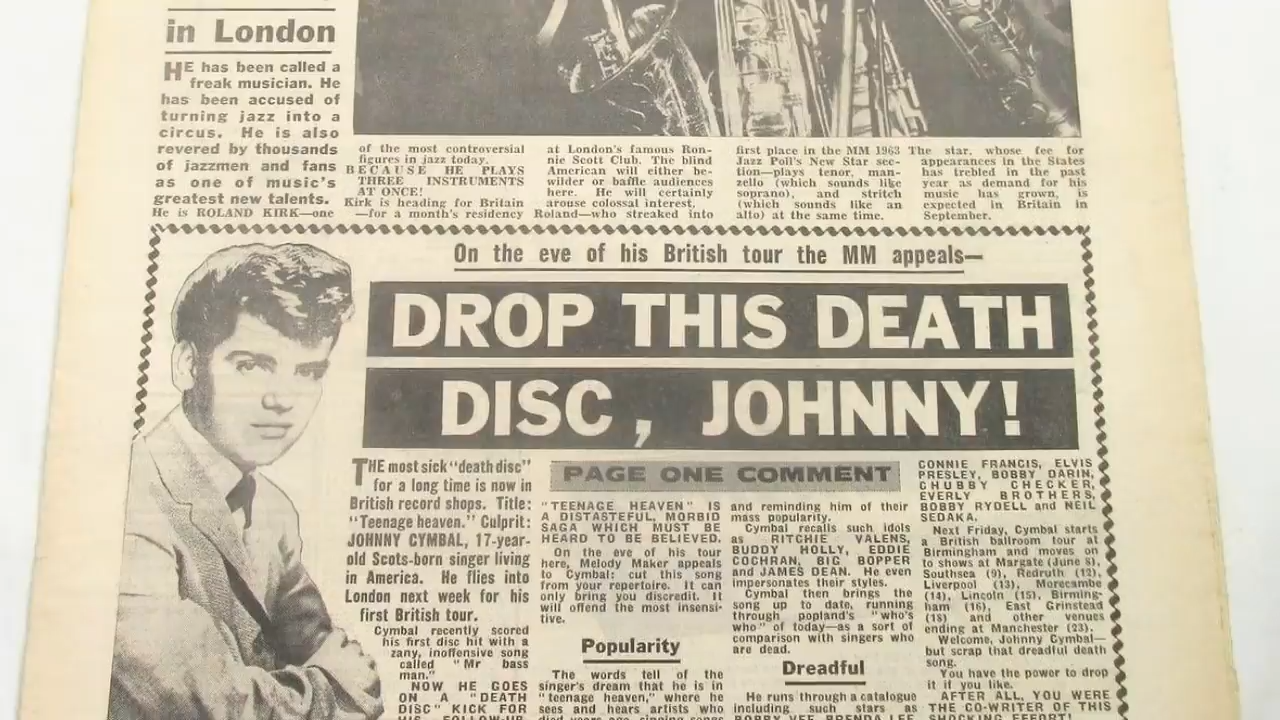 in London
HE has been called a
freak musician. He
has been accused of
turning jazz into a
circus. He is also
revered by thousands
of jazzmen and fans
as one of music's
greatest new talents.
He is ROLAND KIRK—one
of the most controversial
figures in jazz today.
BECAUSE HE PLAYS
THREE INSTRUMENTS
AT ONCE!
Kirk is heading for Britain
—for a month's residency
at London's famous Ron-
nie Scott Club. The blind
American will either be-
wilder or baffle audiences
here. He will certainly
arouse colossal interest,
Roland—who streaked into
first place in the MM 1963
Jazz Poll's New Star sec-
tion—plays tenor, man-
zello (which sounds like
soprano), and stritch
(which sounds like an
alto) at the same time.
The star, whose fee for
appearances in the States
has trebled in the past
year as demand for his
music has grown, is
expected in Britain in
September.
On the eve of his British tour the MM appeals—
DROP THIS DEATH
DISC, JOHNNY!
THE most sick "death disc"
for a long time is now in
British record shops. Title:
"Teenage heaven." Culprit:
JOHNNY CYMBAL, 17-year-
old Scots-born singer living
in America. He flies into
London next week for his
first British tour.
Cymbal recently scored
his first disc hit with a
zany, inoffensive song
called "Mr bass
man."
NOW HE GOES
ON A "DEATH
DISC" KICK FOR
HIS FOLLOW-UP
PAGE ONE COMMENT
"TEENAGE HEAVEN" IS
A DISTASTEFUL, MORBID
SAGA WHICH MUST BE
HEARD TO BE BELIEVED.
On the eve of his tour
here, Melody Maker appeals
to Cymbal: cut this song
from your repertoire. It can
only bring you discredit. It
will offend the most insensi-
tive.
Popularity
The words tell of the
singer's dream that he is in
"teenage heaven," where he
sees and hears artists who
died years ago, singing songs
and reminding him of their
mass popularity.
Cymbal recalls such idols
as RITCHIE VALENS,
BUDDY HOLLY, EDDIE
COCHRAN, BIG BOPPER
and JAMES DEAN. He even
impersonates their styles.
Cymbal then brings the
song up to date, running
through popland's "who's
who" of today—as a sort of
comparison with singers who
are dead.
Dreadful
He runs through a catalogue
including such stars as
BOBBY VEE, BRENDA LEE,
CONNIE FRANCIS, ELVIS
PRESLEY, BOBBY DARIN,
CHUBBY CHECKER,
EVERLY BROTHERS,
BOBBY RYDELL and NEIL
SEDAKA.
Next Friday, Cymbal starts
a British ballroom tour at
Birmingham and moves on
to shows at Margate (June 8),
Southsea (9), Redruth (12),
Liverpool (13), Morecambe
(14), Lincoln (15), Birming-
ham (16), East Grinstead
(18) and other venues
ending at Manchester (23).
Welcome, Johnny Cymbal—
but scrap that dreadful death
song.
You have the power to drop
it if you like.
AFTER ALL, YOU WERE
THE CO-WRITER OF THIS
SHOCKING EFFORT!